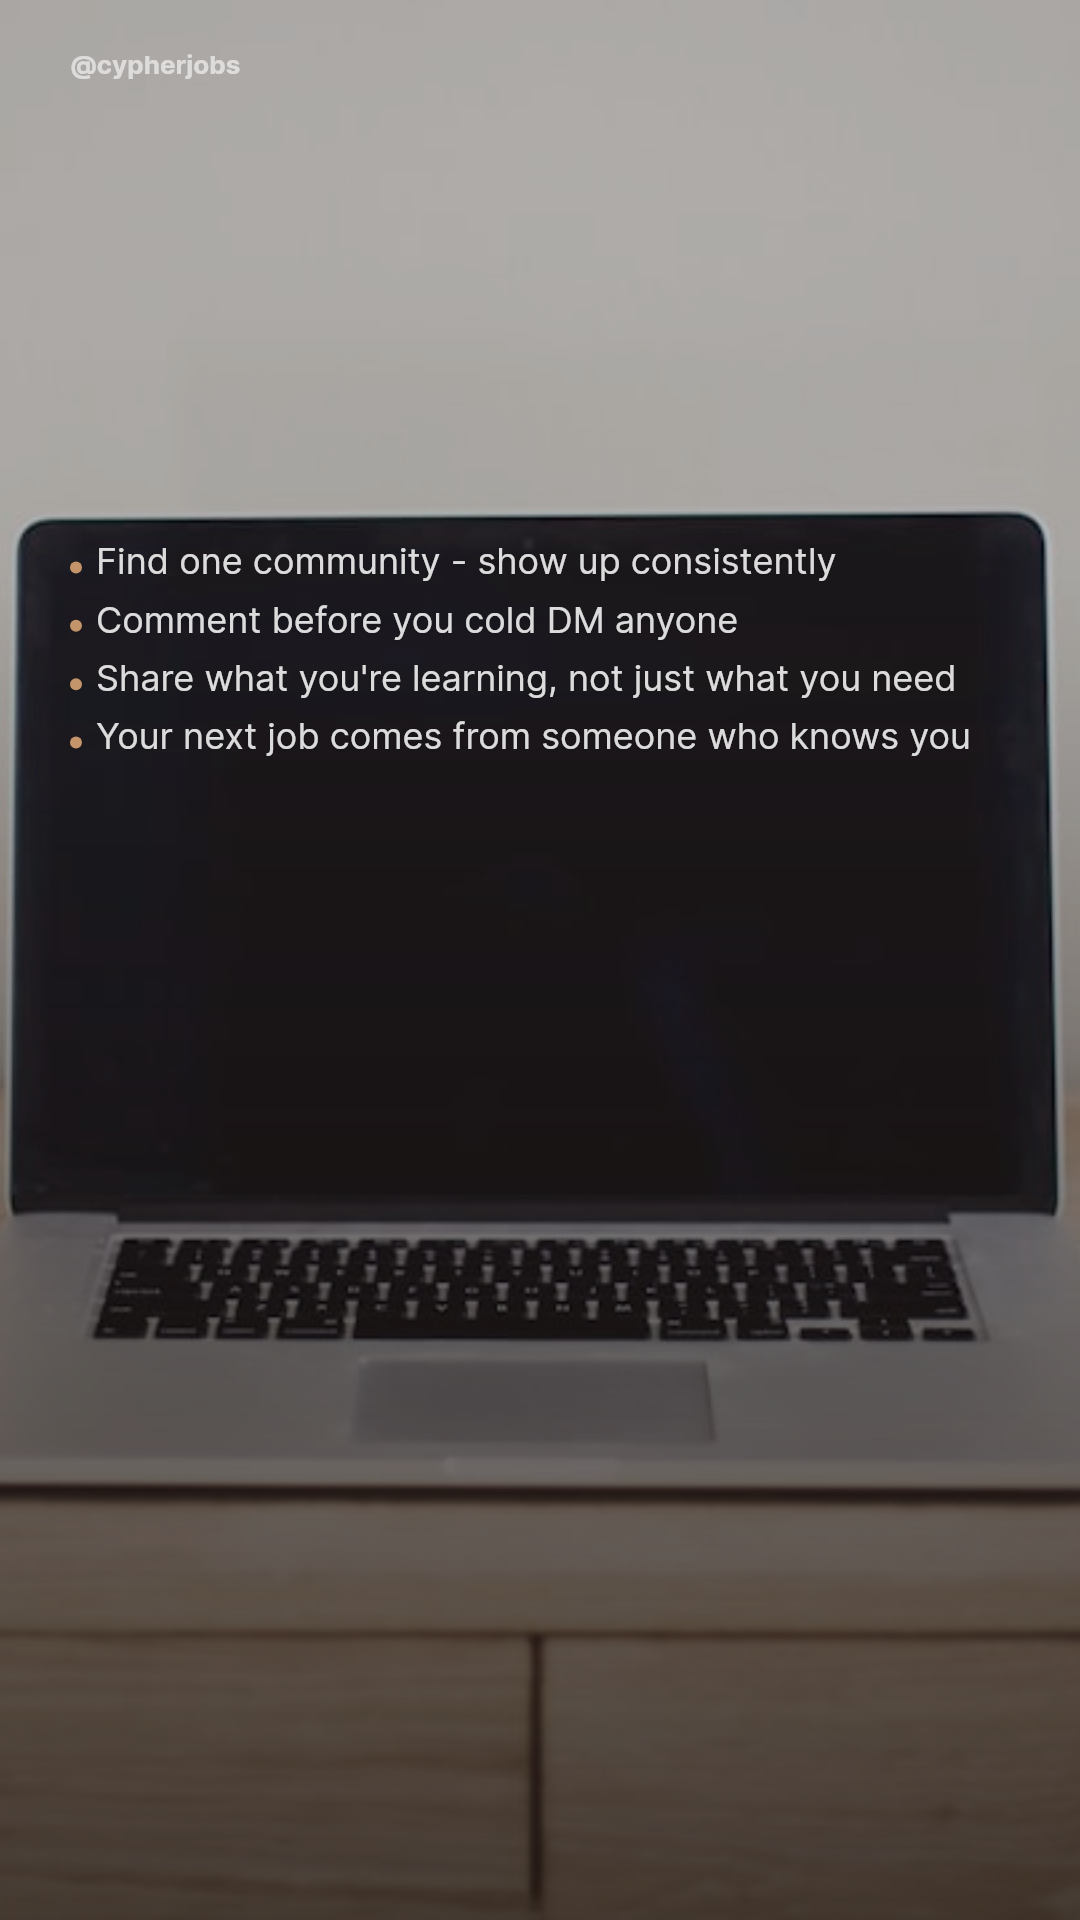 @cypherjobs
• Find one community - show up consistently
• Comment before you cold DM anyone
• Share what you're learning, not just what you need
• Your next job comes from someone who knows you